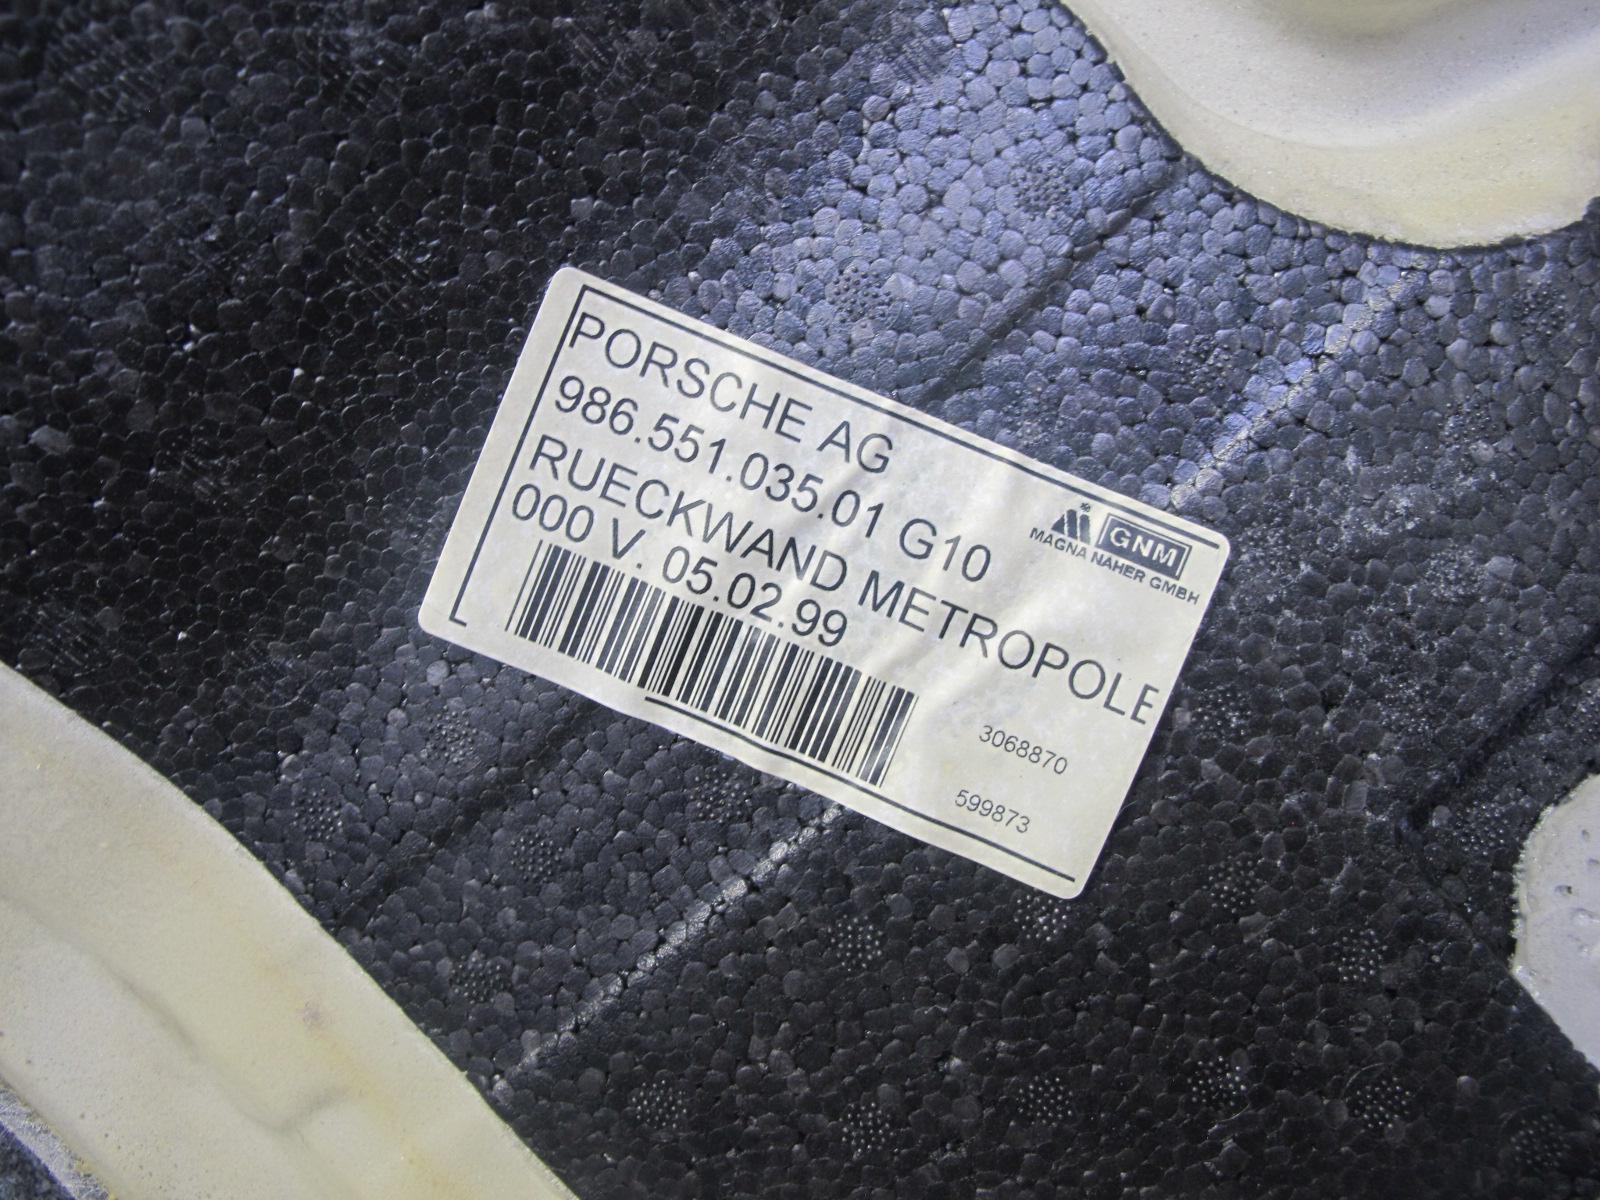 PORSCHE AG
986.551.035.01 G10
RUECKWAND METROPOLE
000 V. 05.02.99
GNM
MAGNA NAHER GMBH
3068870
599873